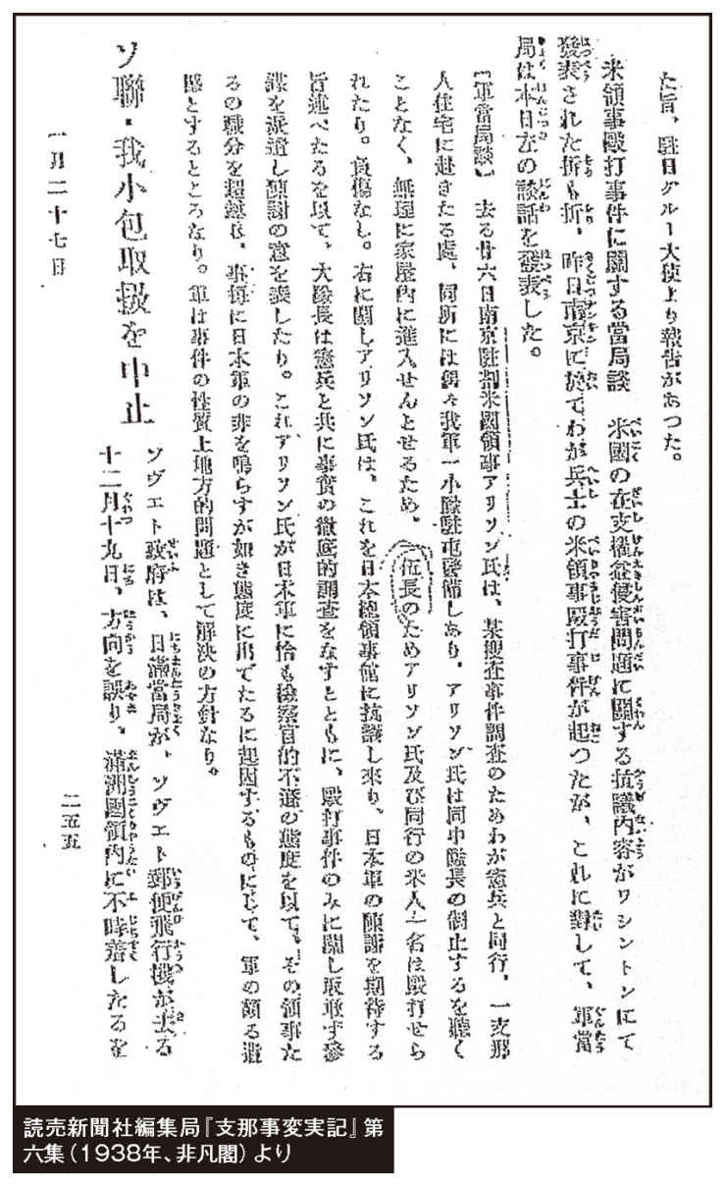 た旨、駐日グルー大使より報告があつた。
米領事毆打事件に關する當局談　米國の在支權益侵害問題に關する抗議內容がワシントンにて
發表された折も折、昨日南京に於てわが兵士の米領事毆打事件が起つたが、これに對して、軍當
局は本日左の談話を發表した。
【軍當局談】　去る廿六日南京駐劄米國領事アリソン氏は、某搜査事件調査のためわが憲兵と同行、一支那
人住宅に赴きたる處、同所には偶々我軍一小隊駐屯警備しあり、アリソン氏は同中隊長の制止するを聽く
ことなく、無理に家屋內に進入せんとせるため、伍長のためアリソン氏及び同行の米人一名は毆打せら
れたり。負傷なし。右に關しアリソン氏は、これを日本總領事館に抗議し來り、日本軍の陳謝を期待する
旨述べたるを以て、大隊長は憲兵と共に事實の徹底的調査をなすとともに、毆打事件のみに關し取敢ず參
謀を派遣し陳謝の意を表したり。これアリソン氏が日本軍に恰も檢察官的不遜の態度を以て、その領事た
るの職分を超越し、事每に日本軍の非を鳴らすが如き態度に出でたるに起因するものにして、軍の頗る遺
憾とするところなり。軍は事件の性質上地方的問題として解決の方針なり。
ソ聯・我小包取扱を中止
ソヴエト政府は、日滿當局が、ソヴエト郵便飛行機が去る
十二月十九日、方向を誤り、滿洲國領內に不時着したるを
一月二十七日
二五五
読売新聞社編集局『支那事変実記』第
六集（1938年、非凡閣）より